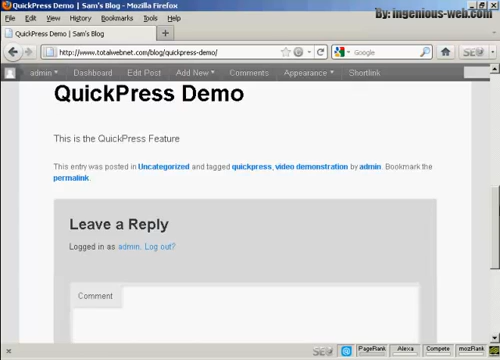 QuickPress Demo | Sam's Blog - Mozilla Firefox
By: ingenious-web.com
File Edit View History Bookmarks Tools Help
QuickPress Demo | Sam's Blog +
http://www.totalwebnet.com/blog/quickpress-demo/ Google
admin Dashboard Edit Post Add New Comments Appearance Shortlink
QuickPress Demo
This is the QuickPress Feature
This entry was posted in Uncategorized and tagged quickpress, video demonstration by admin. Bookmark the
permalink.
Leave a Reply
Logged in as admin. Log out?
Comment
PageRank Alexa Compete mozRank